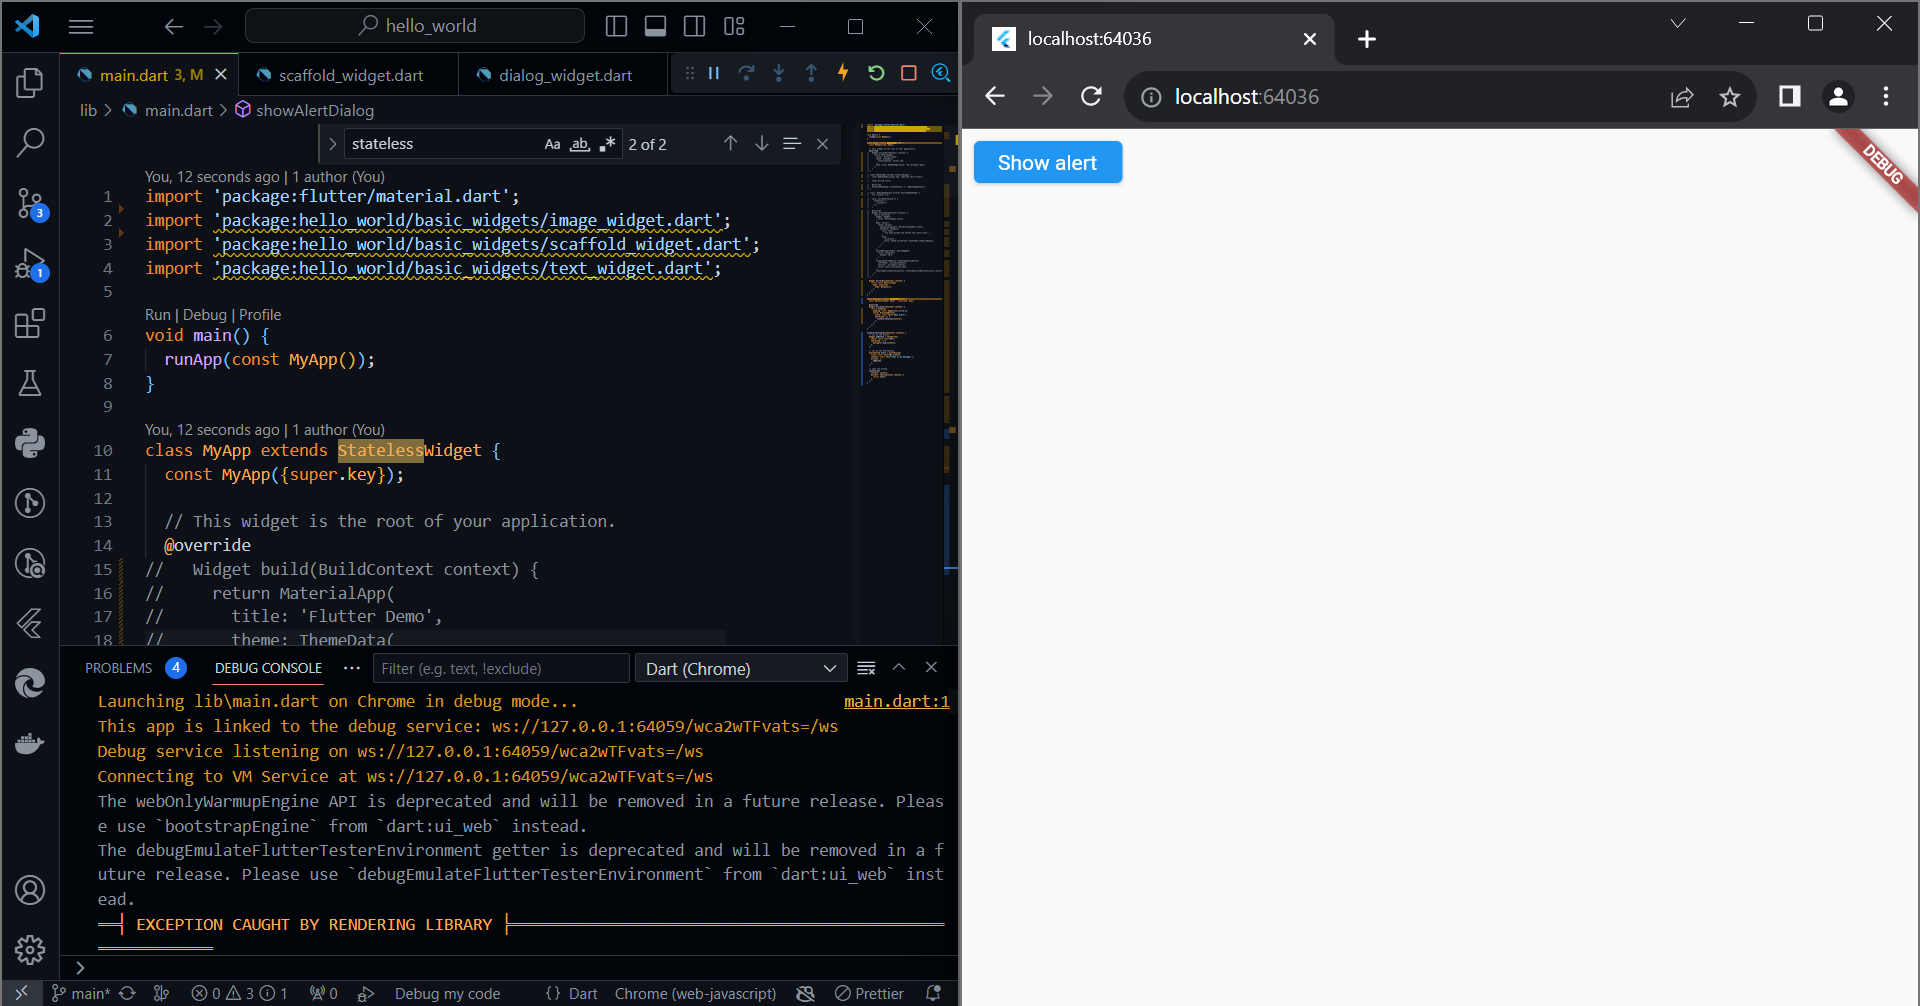 hello_world
main.dart 3, M
scaffold_widget.dart
dialog_widget.dart
lib > main.dart > showAlertDialog
stateless
Aa
ab
2 of 2
You, 12 seconds ago | 1 author (You)
1 import 'package:flutter/material.dart';
2 import 'package:hello_world/basic_widgets/image_widget.dart';
3 import 'package:hello_world/basic_widgets/scaffold_widget.dart';
4 import 'package:hello_world/basic_widgets/text_widget.dart';
5
Run | Debug | Profile
6 void main() {
7 runApp(const MyApp());
8 }
9
You, 12 seconds ago | 1 author (You)
10 class MyApp extends StatelessWidget {
11 const MyApp({super.key});
12
13 // This widget is the root of your application.
14 @override
15 // Widget build(BuildContext context) {
16 // return MaterialApp(
17 // title: 'Flutter Demo',
18 // theme: ThemeData(
3
1
PROBLEMS 4
DEBUG CONSOLE
Filter (e.g. text, !exclude)
Dart (Chrome)
Launching lib\main.dart on Chrome in debug mode...
main.dart:1
This app is linked to the debug service: ws://127.0.0.1:64059/wca2wTFvats=/ws
Debug service listening on ws://127.0.0.1:64059/wca2wTFvats=/ws
Connecting to VM Service at ws://127.0.0.1:64059/wca2wTFvats=/ws
The webOnlyWarmupEngine API is deprecated and will be removed in a future release. Pleas
e use `bootstrapEngine` from `dart:ui_web` instead.
The debugEmulateFlutterTesterEnvironment getter is deprecated and will be removed in a f
uture release. Please use `debugEmulateFlutterTesterEnvironment` from `dart:ui_web` inst
ead.
══╡ EXCEPTION CAUGHT BY RENDERING LIBRARY ╞═════════════════════════════════════════════
════════════
>
main*
0 3 1
0
Debug my code
{} Dart
Chrome (web-javascript)
Prettier
localhost:64036
localhost:64036
Show alert
DEBUG